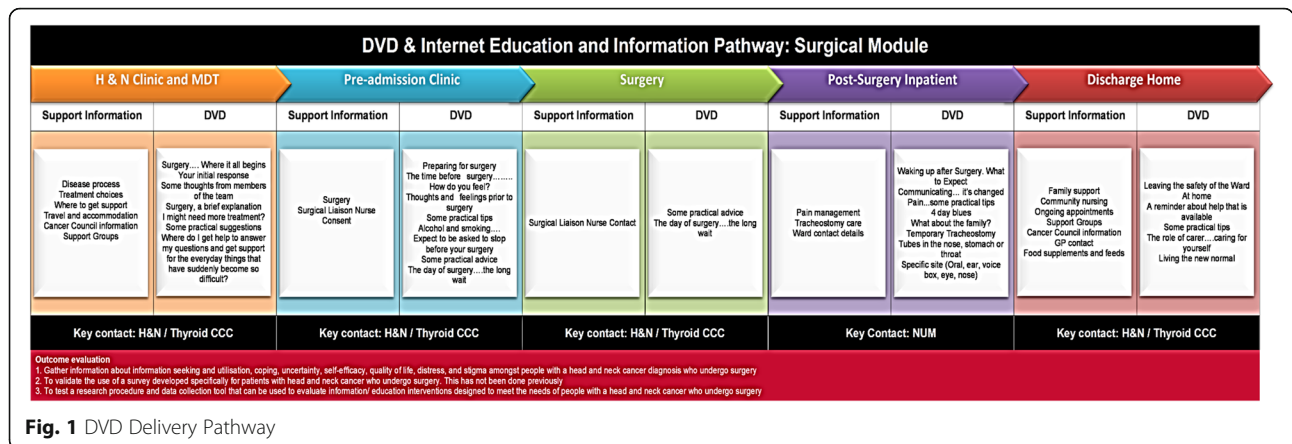 DVD & Internet Education and Information Pathway: Surgical Module
H & N Clinic and MDT
Pre-admission Clinic
Surgery
Post-Surgery Inpatient
Discharge Home
Support Information
DVD
Support Information
DVD
Support Information
DVD
Support Information
DVD
Support Information
DVD
Disease process
Treatment choices
Where to get support
Travel and accommodation
Cancer Council information
Support Groups
Surgery.... Where it all begins
Your initial response
Some thoughts from members
of the team
Surgery, a brief explanation
I might need more treatment?
Some practical suggestions
Where do I get help to answer
my questions and get support
for the everyday things that
have suddenly become so
difficult?
Surgery
Surgical Liaison Nurse
Consent
Preparing for surgery
The time before surgery........
How do you feel?
Thoughts and feelings prior to
surgery
Some practical tips
Alcohol and smoking....
Expect to be asked to stop
before your surgery
Some practical advice
The day of surgery....the long
wait
Surgical Liaison Nurse Contact
Some practical advice
The day of surgery....the long
wait
Pain management
Tracheostomy care
Ward contact details
Waking up after Surgery. What
to Expect
Communicating... it's changed
Pain...some practical tips
4 day blues
What about the family?
Temporary Tracheostomy
Tubes in the nose, stomach or
throat
Specific site (Oral, ear, voice
box, eye, nose)
Family support
Community nursing
Ongoing appointments
Support Groups
Cancer Council information
GP contact
Food supplements and feeds
Leaving the safety of the Ward
At home
A reminder about help that is
available
Some practical tips
The role of carer....caring for
yourself
Living the new normal
Key contact: H&N / Thyroid CCC
Key contact: H&N / Thyroid CCC
Key contact: H&N / Thyroid CCC
Key Contact: NUM
Key contact: H&N / Thyroid CCC
Outcome evaluation
1. Gather information about information seeking and utilisation, coping, uncertainty, self-efficacy, quality of life, distress, and stigma amongst people with a head and neck cancer diagnosis who undergo surgery
2. To validate the use of a survey developed specifically for patients with head and neck cancer who undergo surgery. This has not been done previously
3. To test a research procedure and data collection tool that can be used to evaluate information/ education interventions designed to meet the needs of people with a head and neck cancer who undergo surgery
Fig. 1 DVD Delivery Pathway